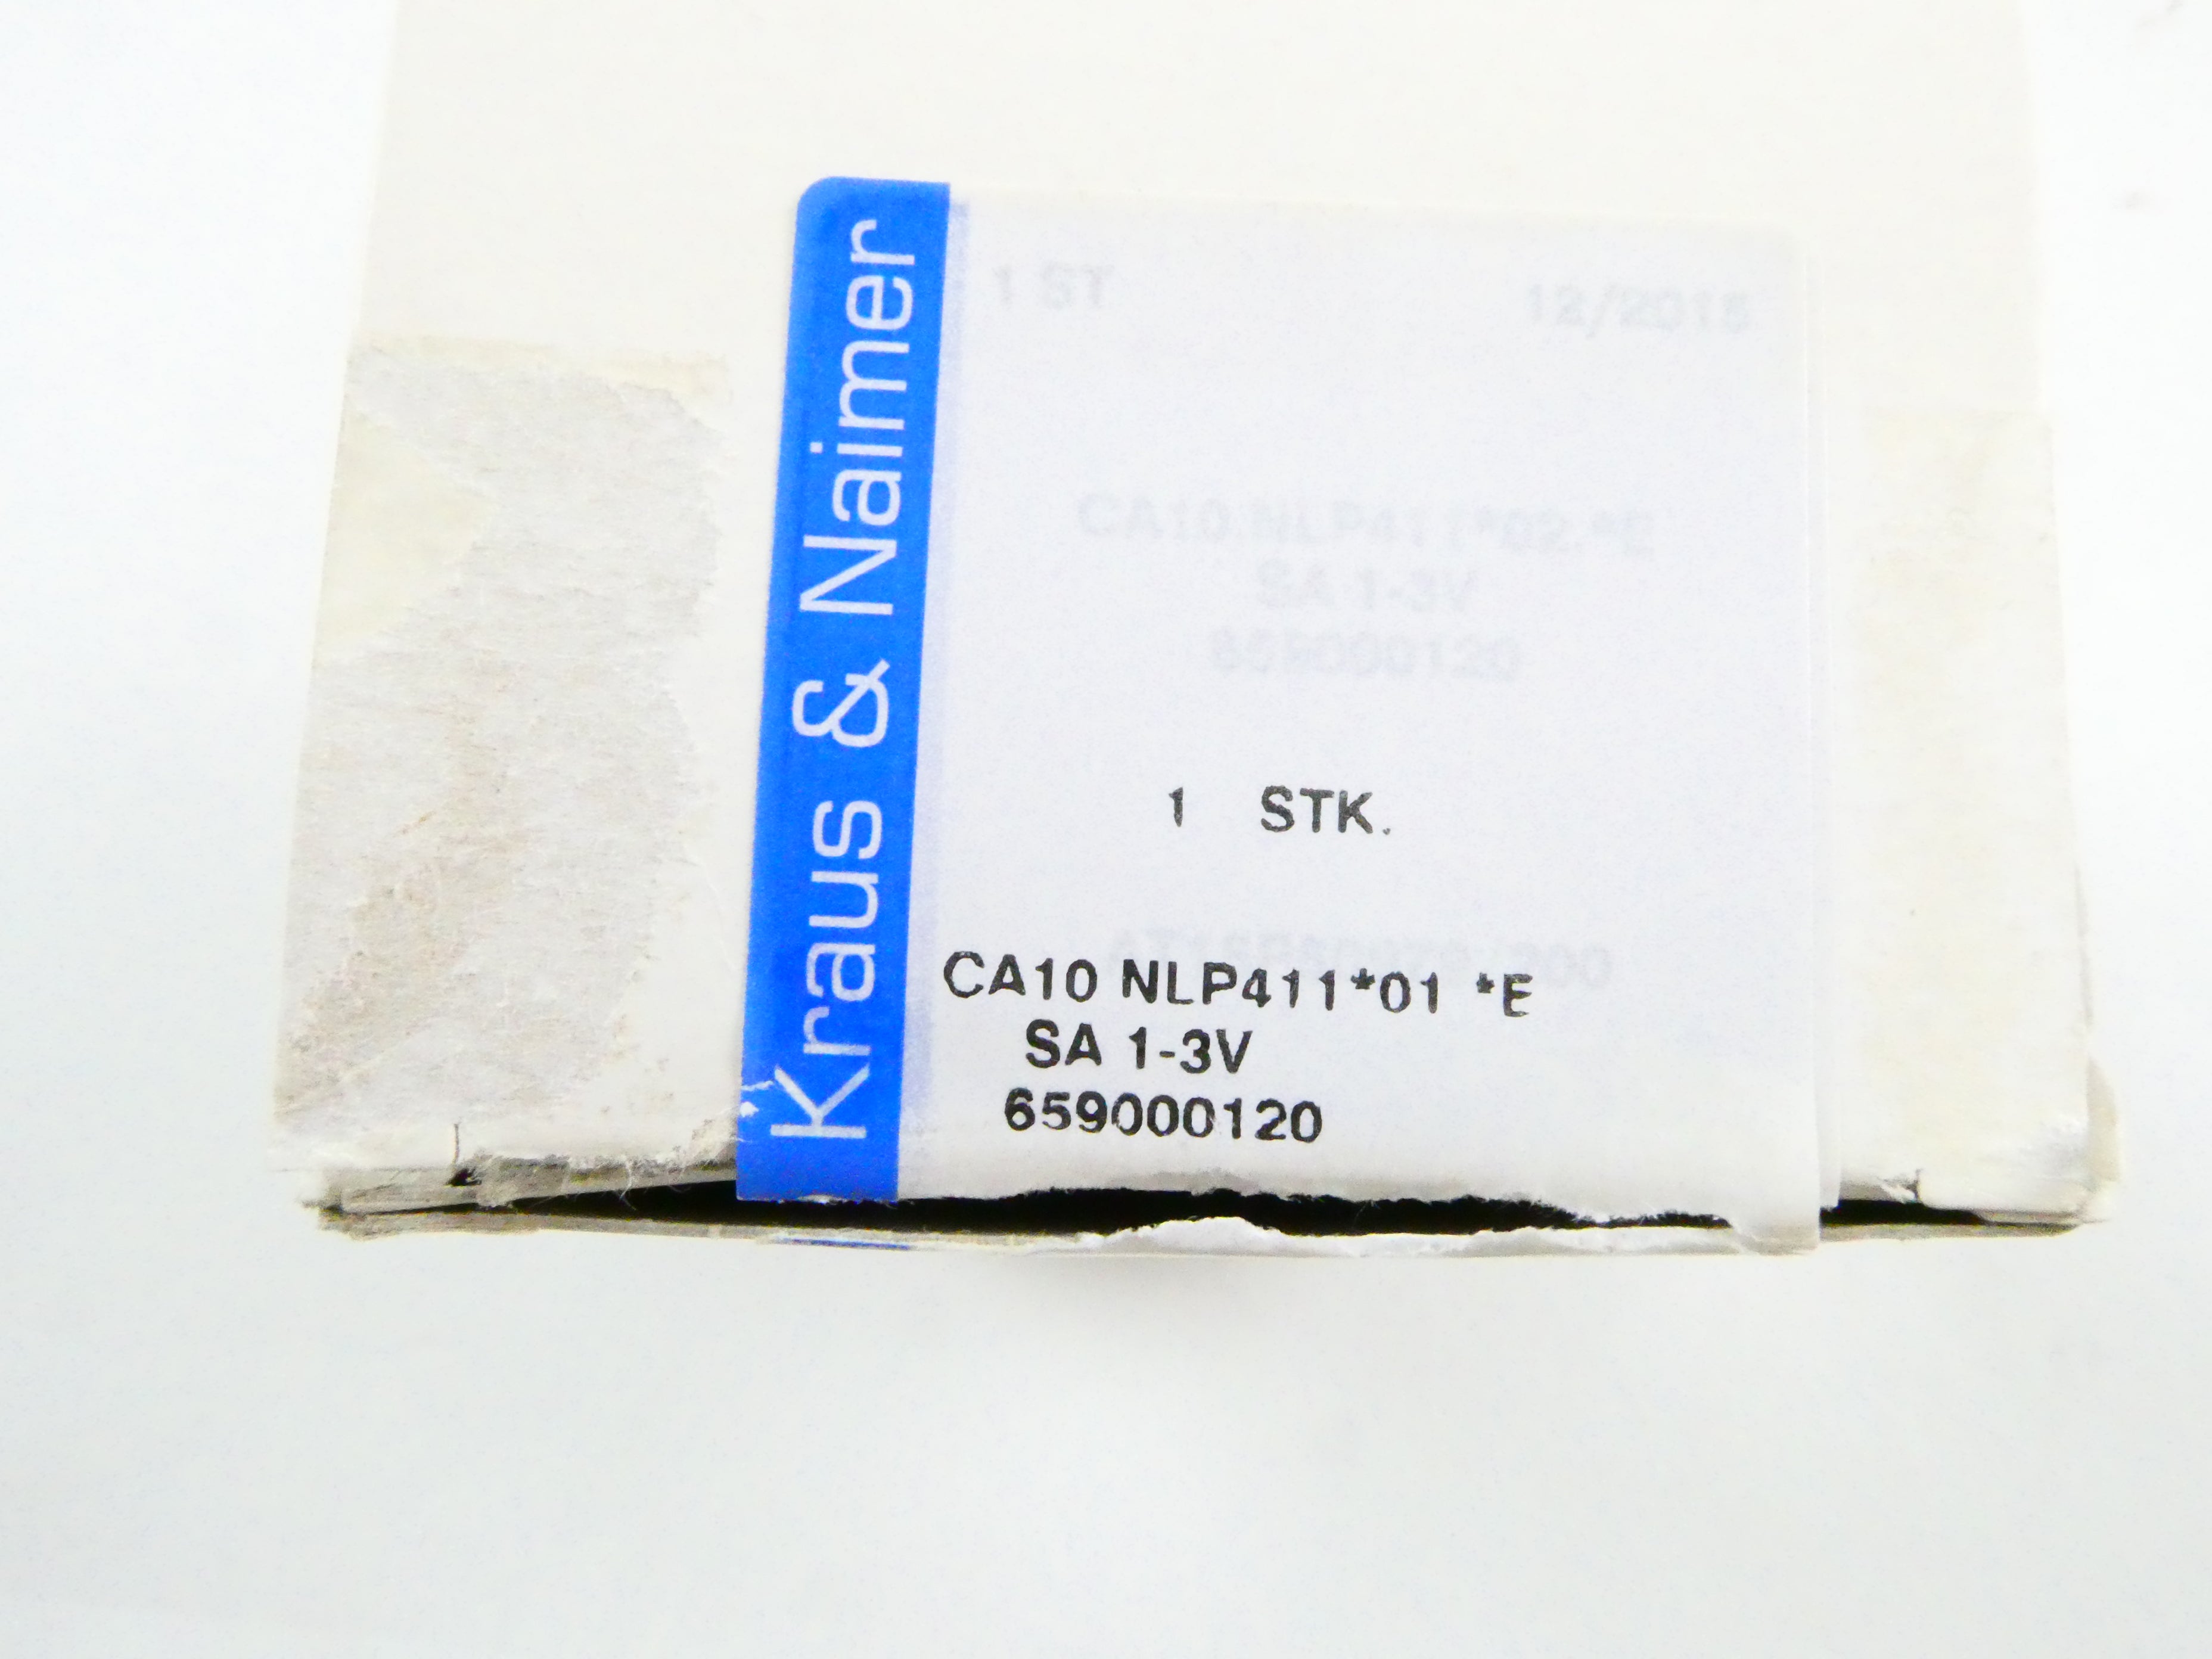 Kraus & Naimer
1 ST 12/2015
CA10 NLP411*02 *E
SA 1-3V
659000120
1 STK.
CA10 NLP411*01 *E
SA 1-3V
659000120